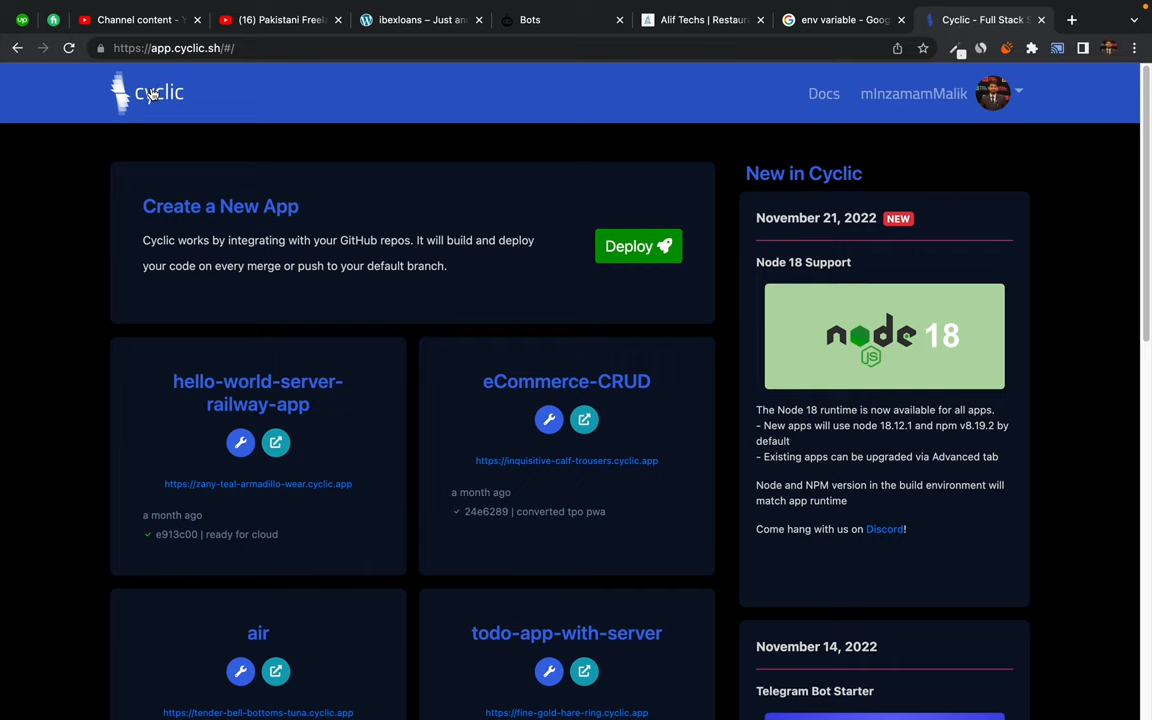 Channel content - Y
(16) Pakistani Freel
ibexloans – Just an
Bots
Alif Techs | Restaur
env variable - Goog
Cyclic - Full Stack S
https://app.cyclic.sh/#/
cyclic
Docs
mInzamamMalik
Create a New App
Cyclic works by integrating with your GitHub repos. It will build and deploy
your code on every merge or push to your default branch.
Deploy
hello-world-server-
railway-app
https://zany-teal-armadillo-wear.cyclic.app
a month ago
e913c00 | ready for cloud
eCommerce-CRUD
https://inquisitive-calf-trousers.cyclic.app
a month ago
24e6289 | converted tpo pwa
air
https://tender-bell-bottoms-tuna.cyclic.app
todo-app-with-server
https://fine-gold-hare-ring.cyclic.app
New in Cyclic
November 21, 2022 NEW
Node 18 Support
node 18
JS
The Node 18 runtime is now available for all apps.
- New apps will use node 18.12.1 and npm v8.19.2 by
default
- Existing apps can be upgraded via Advanced tab
Node and NPM version in the build environment will
match app runtime
Come hang with us on Discord!
November 14, 2022
Telegram Bot Starter